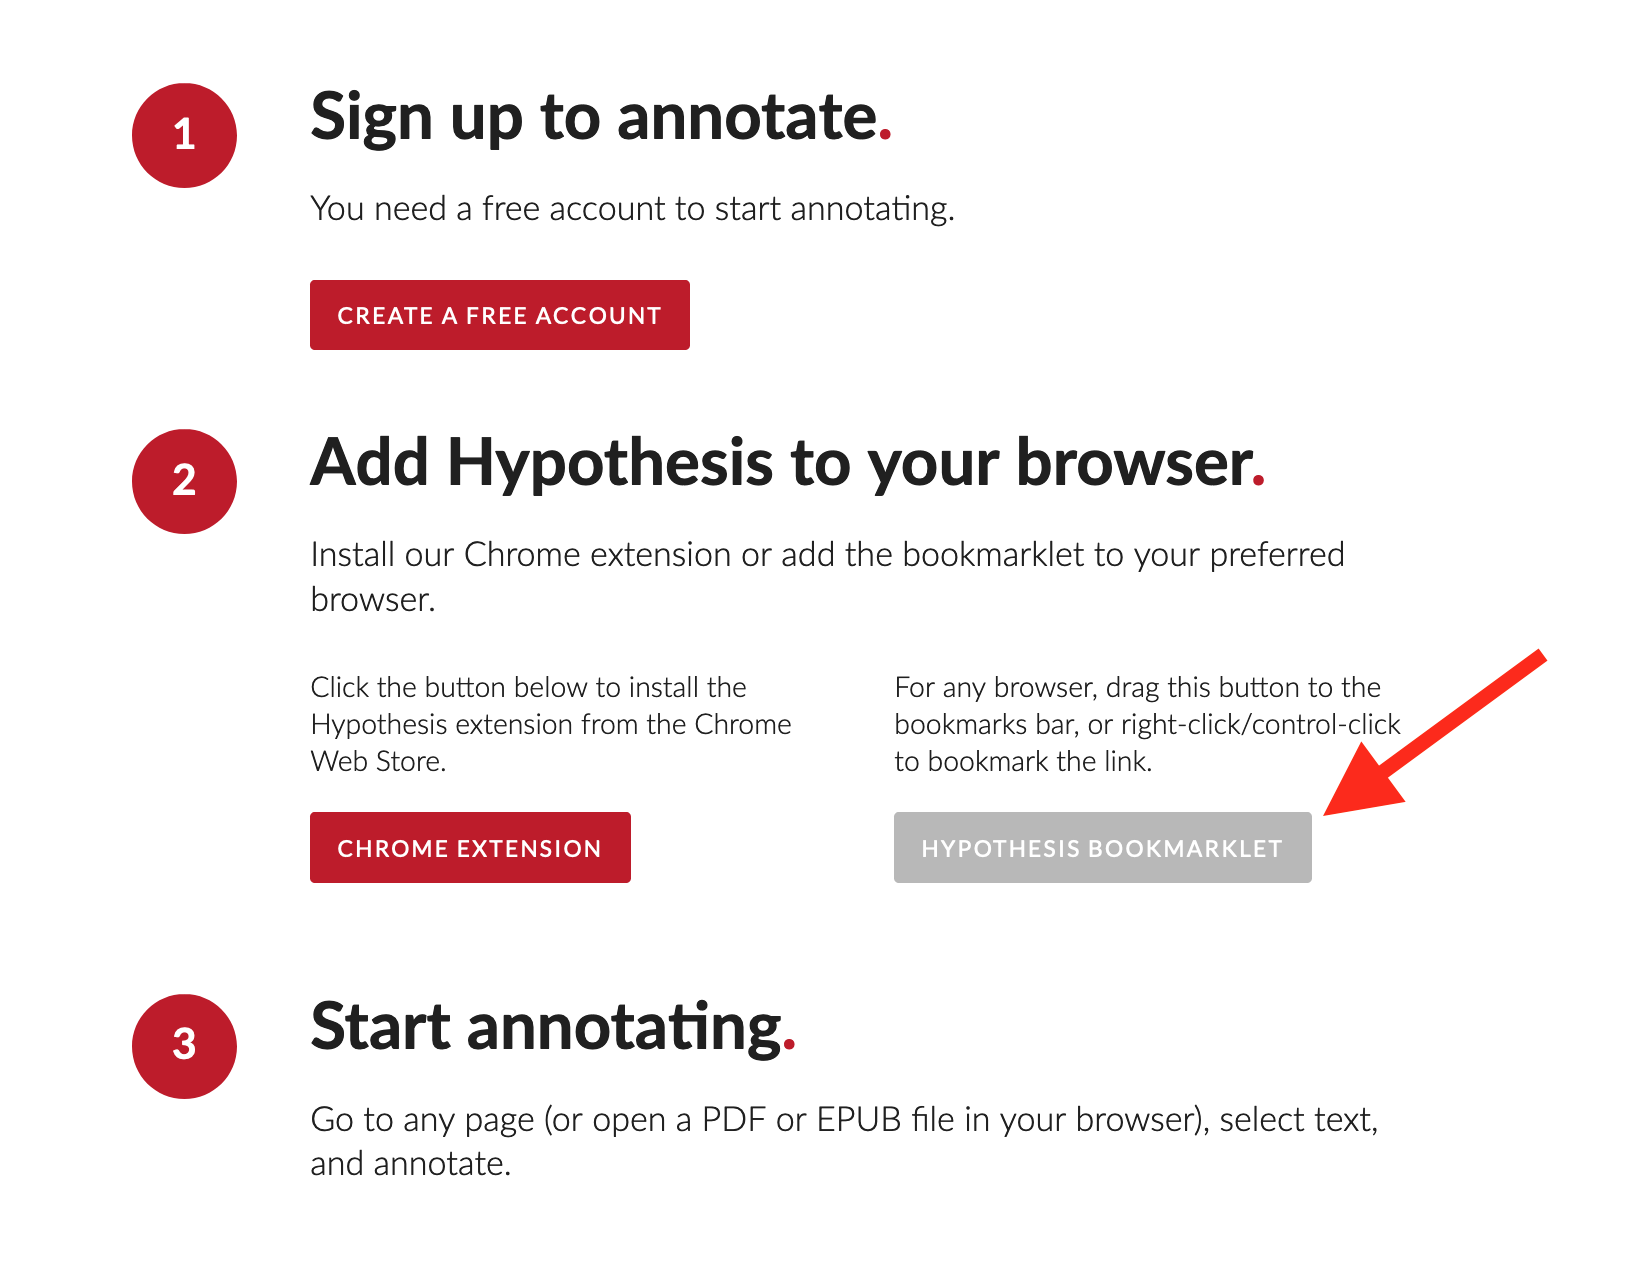 1
Sign up to annotate.
You need a free account to start annotating.
CREATE A FREE ACCOUNT
2
Add Hypothesis to your browser.
Install our Chrome extension or add the bookmarklet to your preferred
browser.
Click the button below to install the
Hypothesis extension from the Chrome
Web Store.
CHROME EXTENSION
For any browser, drag this button to the
bookmarks bar, or right-click/control-click
to bookmark the link.
HYPOTHESIS BOOKMARKLET
3
Start annotating.
Go to any page (or open a PDF or EPUB file in your browser), select text,
and annotate.